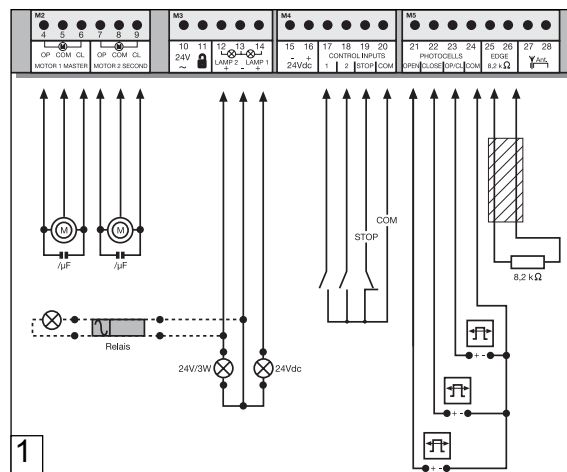 M2 M3 M4 M5
4 5 6 7 8 9 10 11 12 13 14 15 16 17 18 19 20 21 22 23 24 25 26 27 28
OP COM CL OP COM CL
M M
MOTOR 1 MASTER MOTOR 2 SECOND
24V
~
LAMP 2 LAMP 1
+ - +
- +
24Vdc
CONTROL INPUTS
1 2 STOP COM
PHOTOCELLS
OPEN CLOSE OP/CL COM
EDGE
8,2 k Ω
Ant.
COM
STOP
M M
/µF /µF
8,2 k Ω
Relais
24V/3W 24Vdc
+ -
+ -
+ -
1